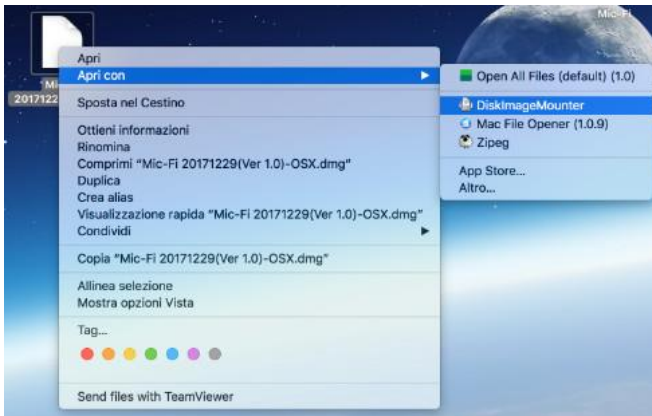 Mic-Fi
Mi
2017122
Apri
Apri con
Sposta nel Cestino
Ottieni informazioni
Rinomina
Comprimi “Mic-Fi 20171229(Ver 1.0)-OSX.dmg”
Duplica
Crea alias
Visualizzazione rapida “Mic-Fi 20171229(Ver 1.0)-OSX.dmg”
Condividi
Copia “Mic-Fi 20171229(Ver 1.0)-OSX.dmg”
Allinea selezione
Mostra opzioni Vista
Tag...
Send files with TeamViewer
Open All Files (default) (1.0)
DiskImageMounter
Mac File Opener (1.0.9)
Zipeg
App Store...
Altro...